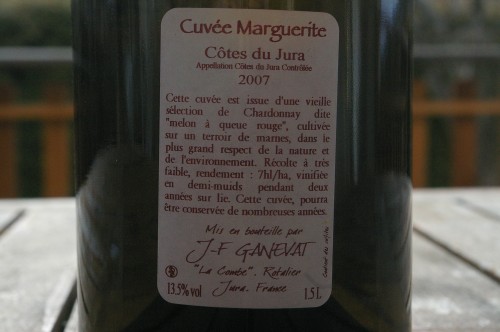 Cuvée Marguerite
Côtes du Jura
Appellation Côtes du Jura Contrôlée
2007
Cette cuvée est issue d'une vieille
sélection de Chardonnay dite
"melon à queue rouge", cultivée
sur un terroir de marnes, dans le
plus grand respect de la nature et
de l'environnement. Récolte à très
faible, rendement : 7hl/ha, vinifiée
en demi-muids pendant deux
années sur lie. Cette cuvée, pourra
être conservée de nombreuses années.
Mis en bouteille par
J-F GANEVAT
"La Combe". Rotalier
Jura. France
13.5% vol
1.5 L.